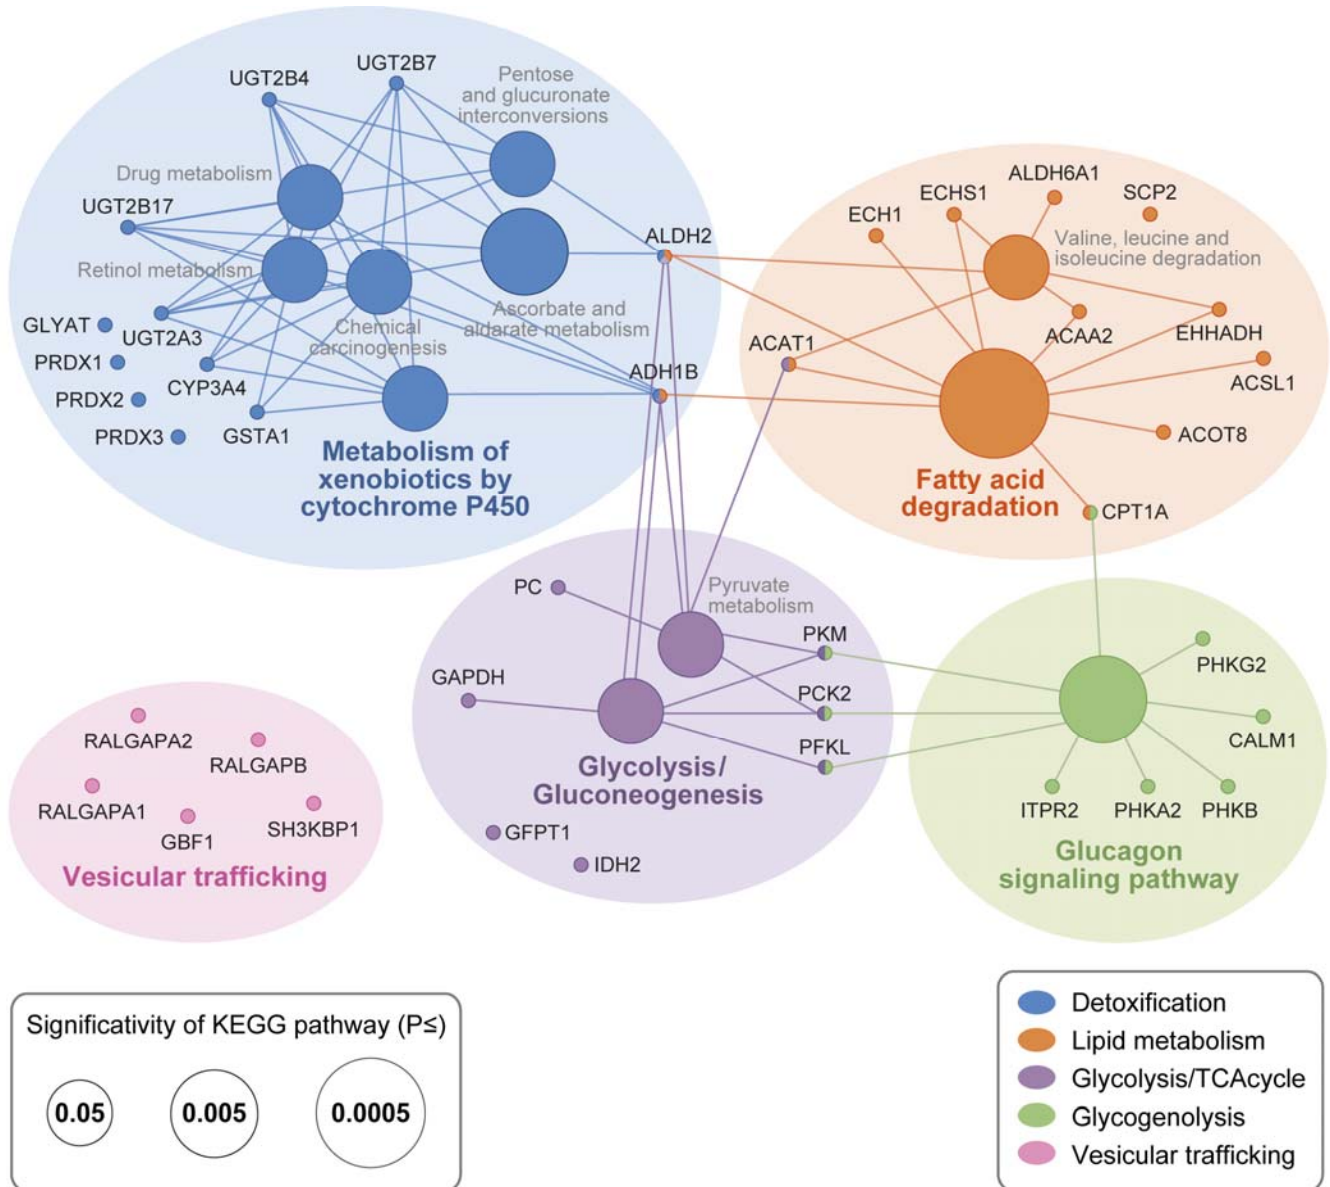 UGT2B4
UGT2B7
Pentose
and glucuronate
interconversions
Drug metabolism
UGT2B17
Retinol metabolism
GLYAT
UGT2A3
PRDX1
CYP3A4
PRDX2
PRDX3
GSTA1
Chemical
carcinogenesis
Ascorbate and
aldarate metabolism
ALDH2
ADH1B
Metabolism of
xenobiotics by
cytochrome P450
ECH1
ECHS1
ALDH6A1
SCP2
Valine, leucine and
isoleucine degradation
ACAT1
ACAA2
EHHADH
ACSL1
ACOT8
Fatty acid
degradation
CPT1A
PC
Pyruvate
metabolism
GAPDH
PKM
PCK2
PFKL
Glycolysis/
Gluconeogenesis
GFPT1
IDH2
PHKG2
CALM1
ITPR2
PHKA2
PHKB
Glucagon
signaling pathway
RALGAPA2
RALGAPB
RALGAPA1
GBF1
SH3KBP1
Vesicular trafficking
Significativity of KEGG pathway (P≤)
0.05
0.005
0.0005
Detoxification
Lipid metabolism
Glycolysis/TCAcycle
Glycogenolysis
Vesicular trafficking